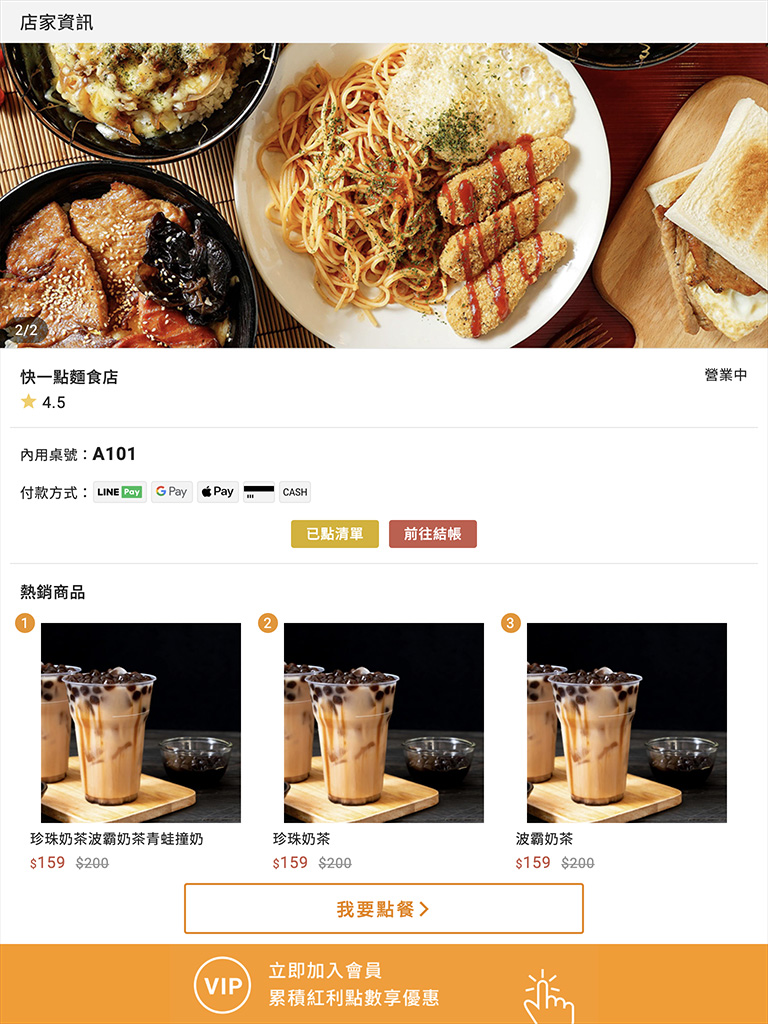 店家資訊
2/2
快一點麵食店
營業中
4.5
內用桌號：A101
付款方式：LINE Pay G Pay Pay CASH
已點清單 前往結帳
熱銷商品
1 2 3
珍珠奶茶波霸奶茶青蛙撞奶 珍珠奶茶 波霸奶茶
$159 $200 $159 $200 $159 $200
我要點餐
VIP
立即加入會員
累積紅利點數享優惠